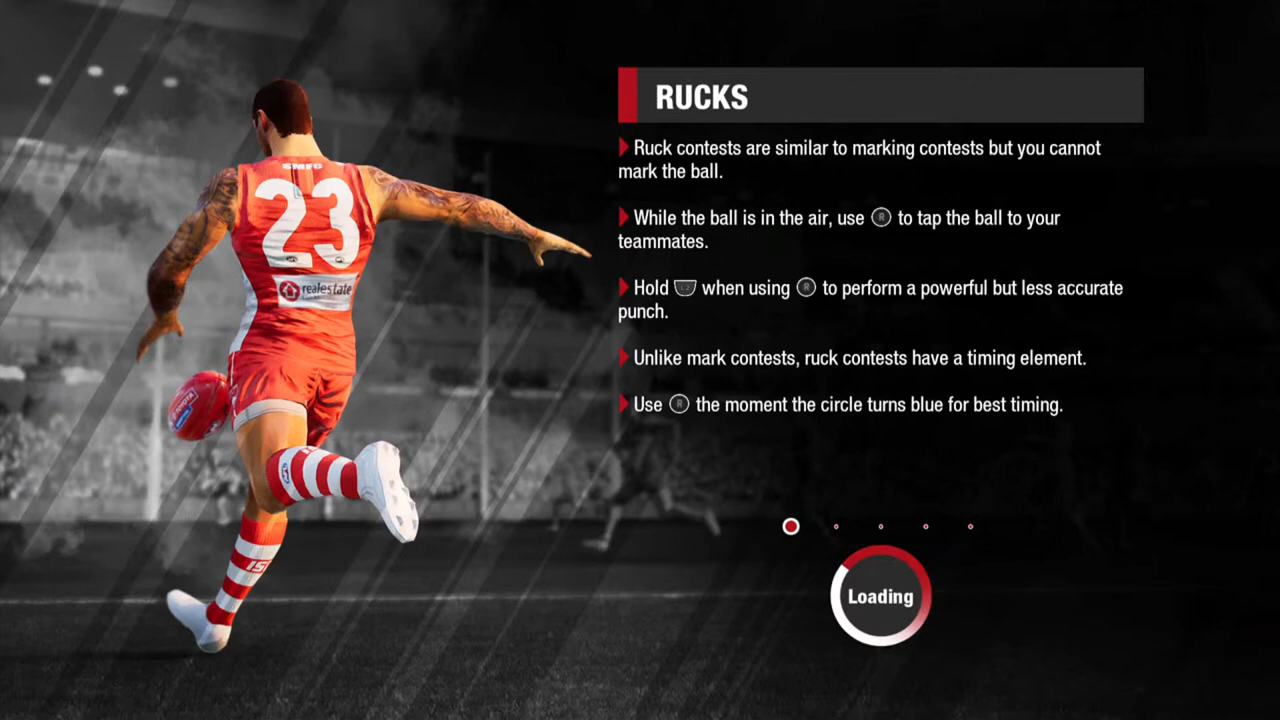 RUCKS
Ruck contests are similar to marking contests but you cannot
mark the ball.
While the ball is in the air, use R to tap the ball to your
teammates.
Hold when using R to perform a powerful but less accurate
punch.
Unlike mark contests, ruck contests have a timing element.
Use R the moment the circle turns blue for best timing.
SMFC
23
realestate
TOYOTA
Loading